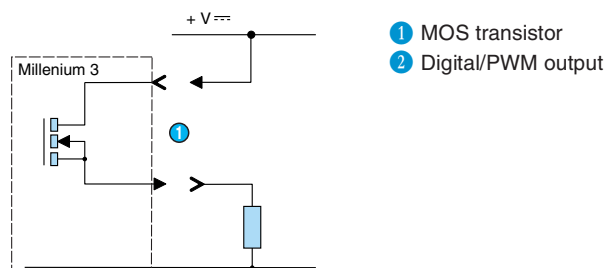 + V ⎓
Millenium 3
1
1 MOS transistor
2 Digital/PWM output